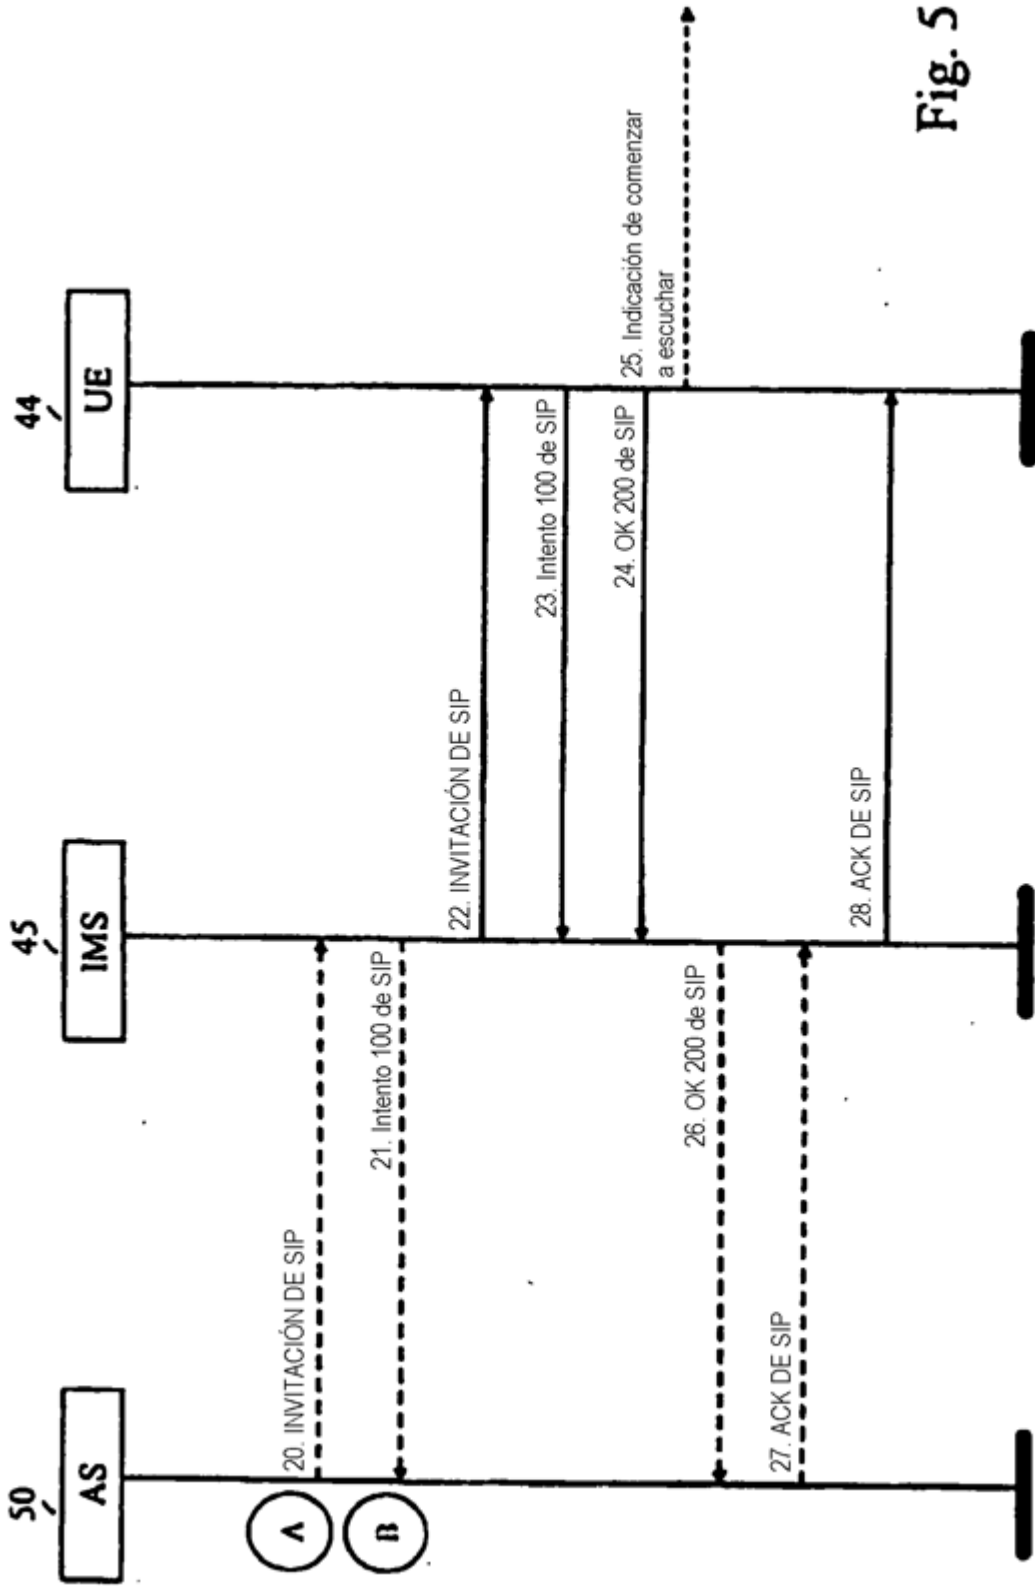 50
AS
45
IMS
44
UE
A
20. INVITACIÓN DE SIP
B
21. Intento 100 de SIP
22. INVITACIÓN DE SIP
23. Intento 100 de SIP
24. OK 200 de SIP
25. Indicación de comenzar
a escuchar
26. OK 200 de SIP
27. ACK DE SIP
28. ACK DE SIP
Fig. 5